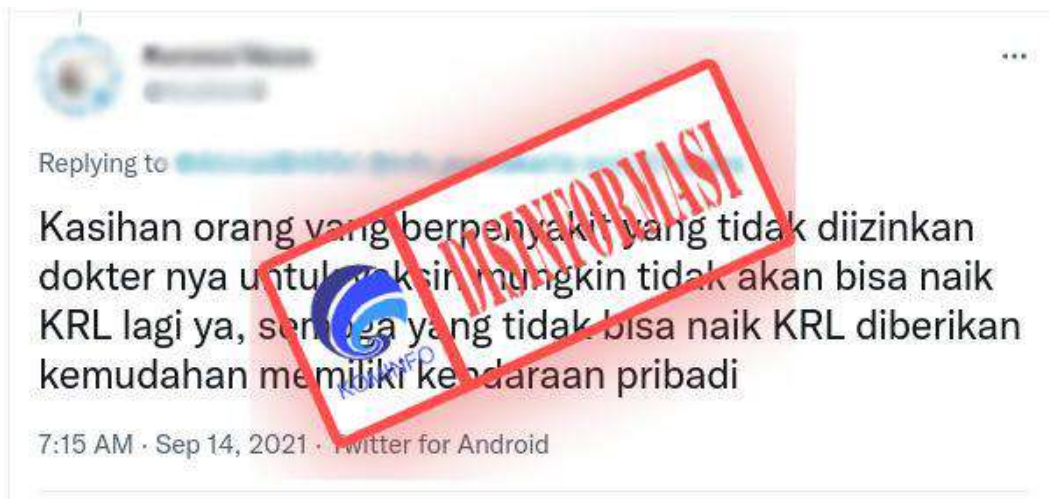 Replying to
Kasihan orang yang berpenyakit yang tidak diizinkan
dokter nya untuk vaksin mungkin tidak akan bisa naik
KRL lagi ya, semoga yang tidak bisa naik KRL diberikan
kemudahan memiliki kendaraan pribadi
7:15 AM · Sep 14, 2021 · Twitter for Android
DISINFORMASI
KOMINFO